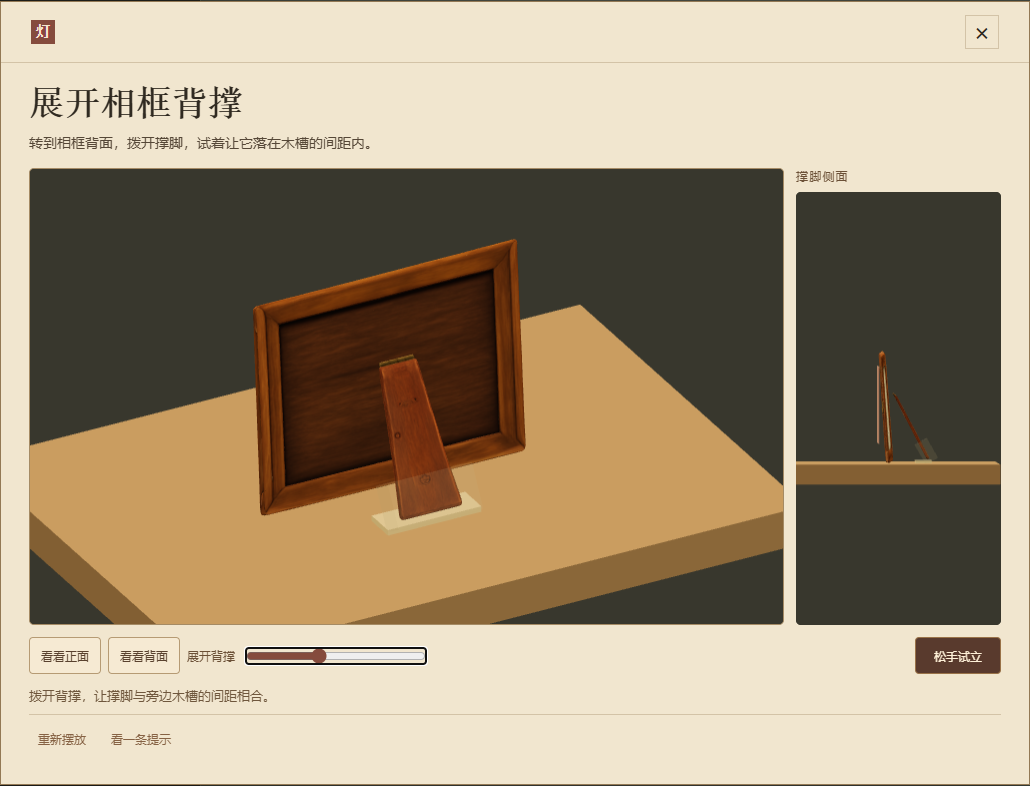 灯
×
展开相框背撑
转到相框背面，拨开撑脚，试着让它落在木槽的间距内。
撑脚侧面
看看正面
看看背面
展开背撑
松手试立
拨开背撑，让撑脚与旁边木槽的间距相合。
重新摆放
看一条提示